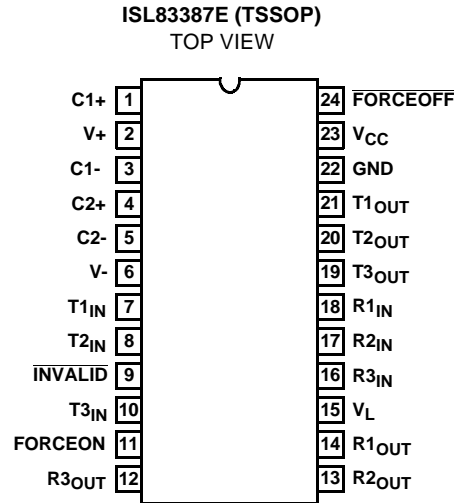 ISL83387E (TSSOP)
TOP VIEW
C1+ 1 24 FORCEOFF
V+ 2 23 VCC
C1- 3 22 GND
C2+ 4 21 T1OUT
C2- 5 20 T2OUT
V- 6 19 T3OUT
T1IN 7 18 R1IN
T2IN 8 17 R2IN
INVALID 9 16 R3IN
T3IN 10 15 VL
FORCEON 11 14 R1OUT
R3OUT 12 13 R2OUT